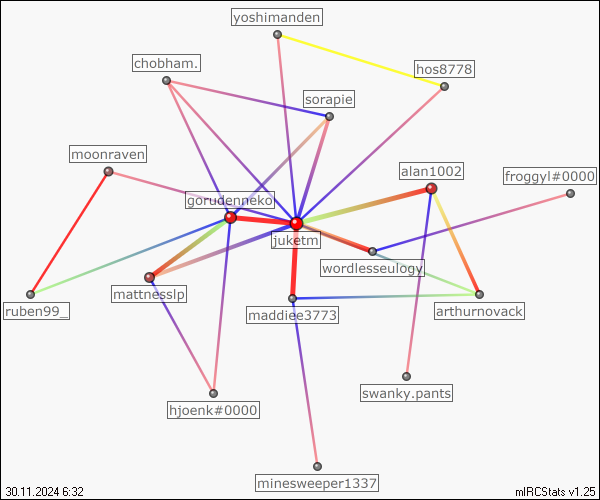 yoshimanden
chobham.
hos8778
sorapie
moonraven
alan1002
froggyl#0000
gorudenneko
juketm
wordlesseulogy
mattnesslp
ruben99_
maddiee3773
arthurnovack
swanky.pants
hjoenk#0000
minesweeper1337
30.11.2024 6:32
mIRCStats v1.25